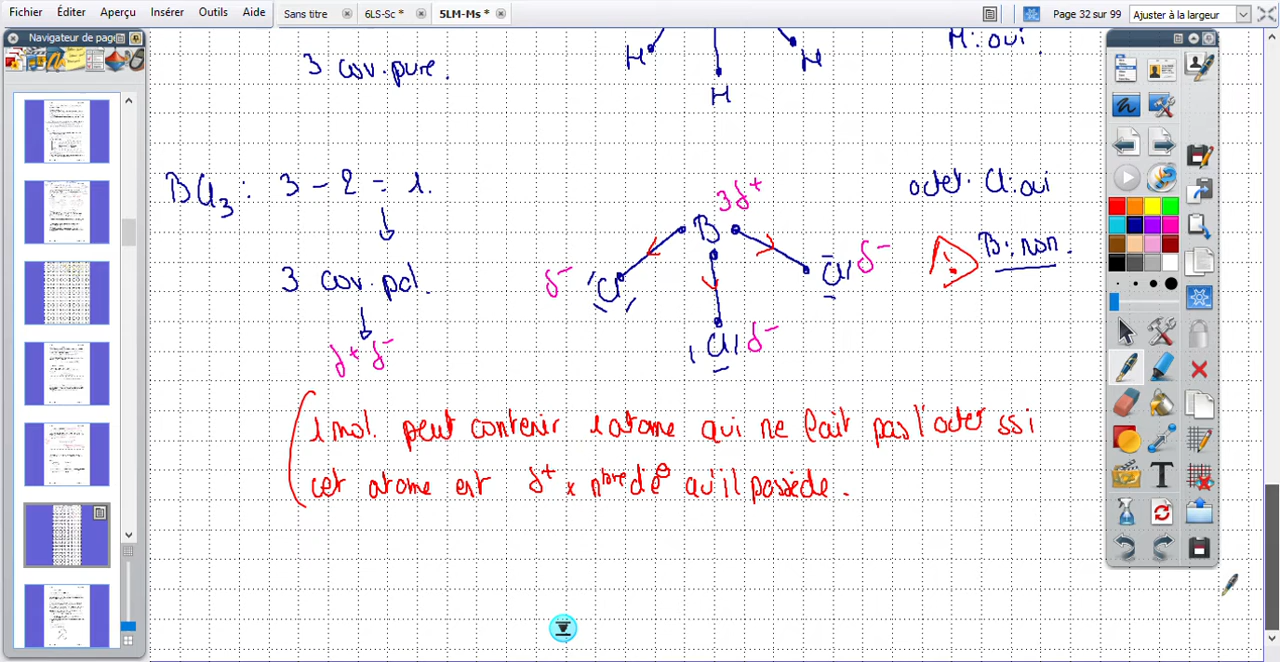 Fichier Éditer Aperçu Insérer Outils Aide
Sans titre
6LS-Sc *
5LM-Ms *
Page 32 sur 99
Ajuster à la largeur
Navigateur de page
3 cov. pure.
H
H
H
H : oui.
BCl3 : 3 - 2 = 1.
3 cov. pol.
δ+ δ-
3δ+
B
δ-
Cl
Cl
δ-
Cl
δ-
octet. Cl : oui
!
B : non.
1 mol. peut contenir 1 atome qui ne fait pas l'octet ssi
cet atome est δ+ x nbre d'e⊖ qu'il possède.
T